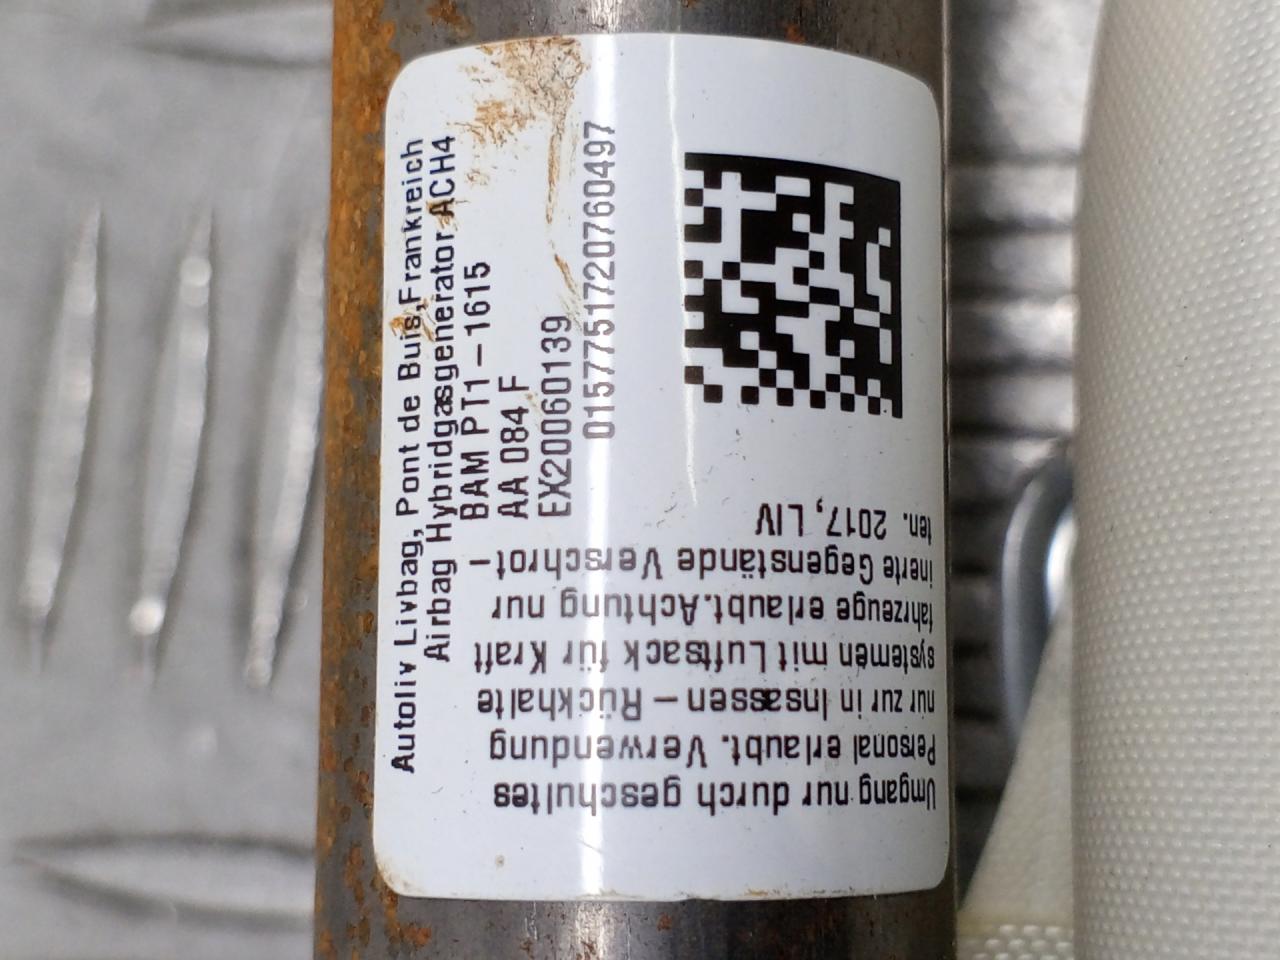 Autoliv Livbag, Pont de Buis,Frankreich
Airbag Hybridgasgenerator ACH4
BAM PT1-1615
AA 084 F
EX20060139
0157751720760497
Umgang nur durch geschultes
Personal erlaubt. Verwendung
nur zur in Insassen-Rückhalte
systemen mit Luftsack für Kraft
fahrzeuge erlaubt.Achtung nur
inerte Gegenstände Verschrot-
ten. 2017, LIV